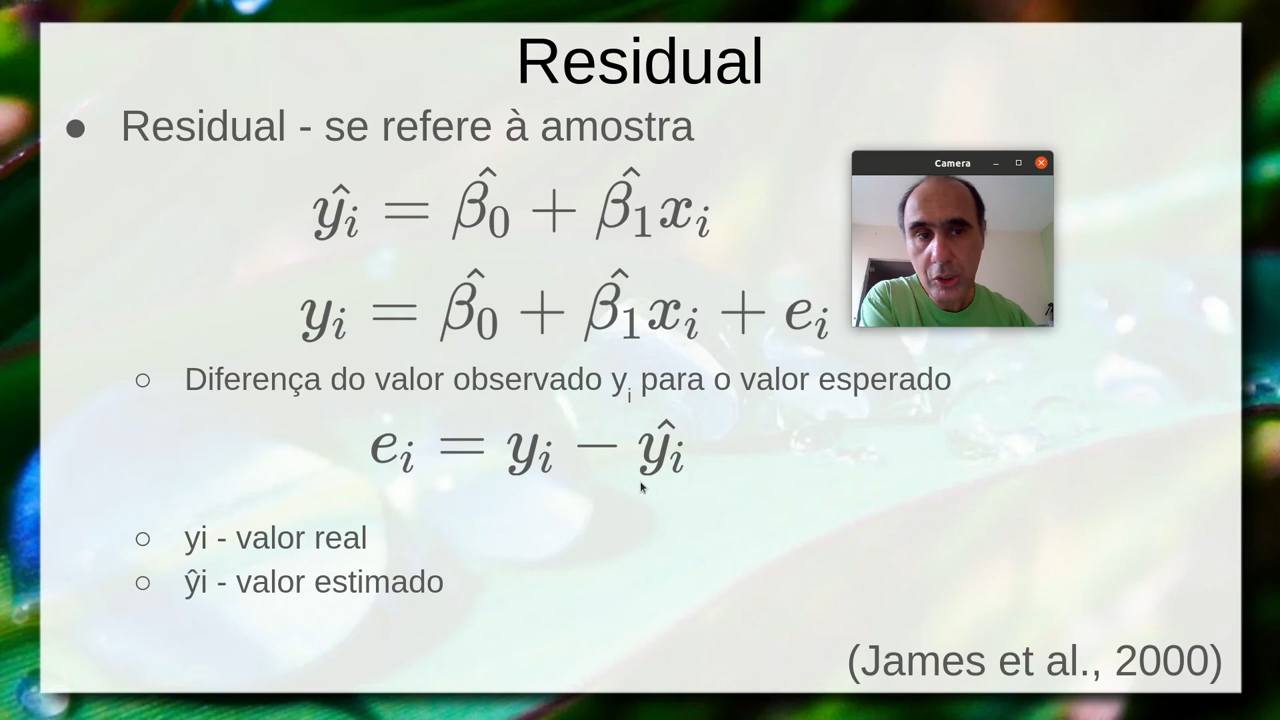 Residual
● Residual - se refere à amostra
Camera
ŷᵢ = β̂₀ + β̂₁xᵢ
yᵢ = β̂₀ + β̂₁xᵢ + eᵢ
○ Diferença do valor observado yᵢ para o valor esperado
eᵢ = yᵢ − ŷᵢ
○ yi - valor real
○ ŷi - valor estimado
(James et al., 2000)